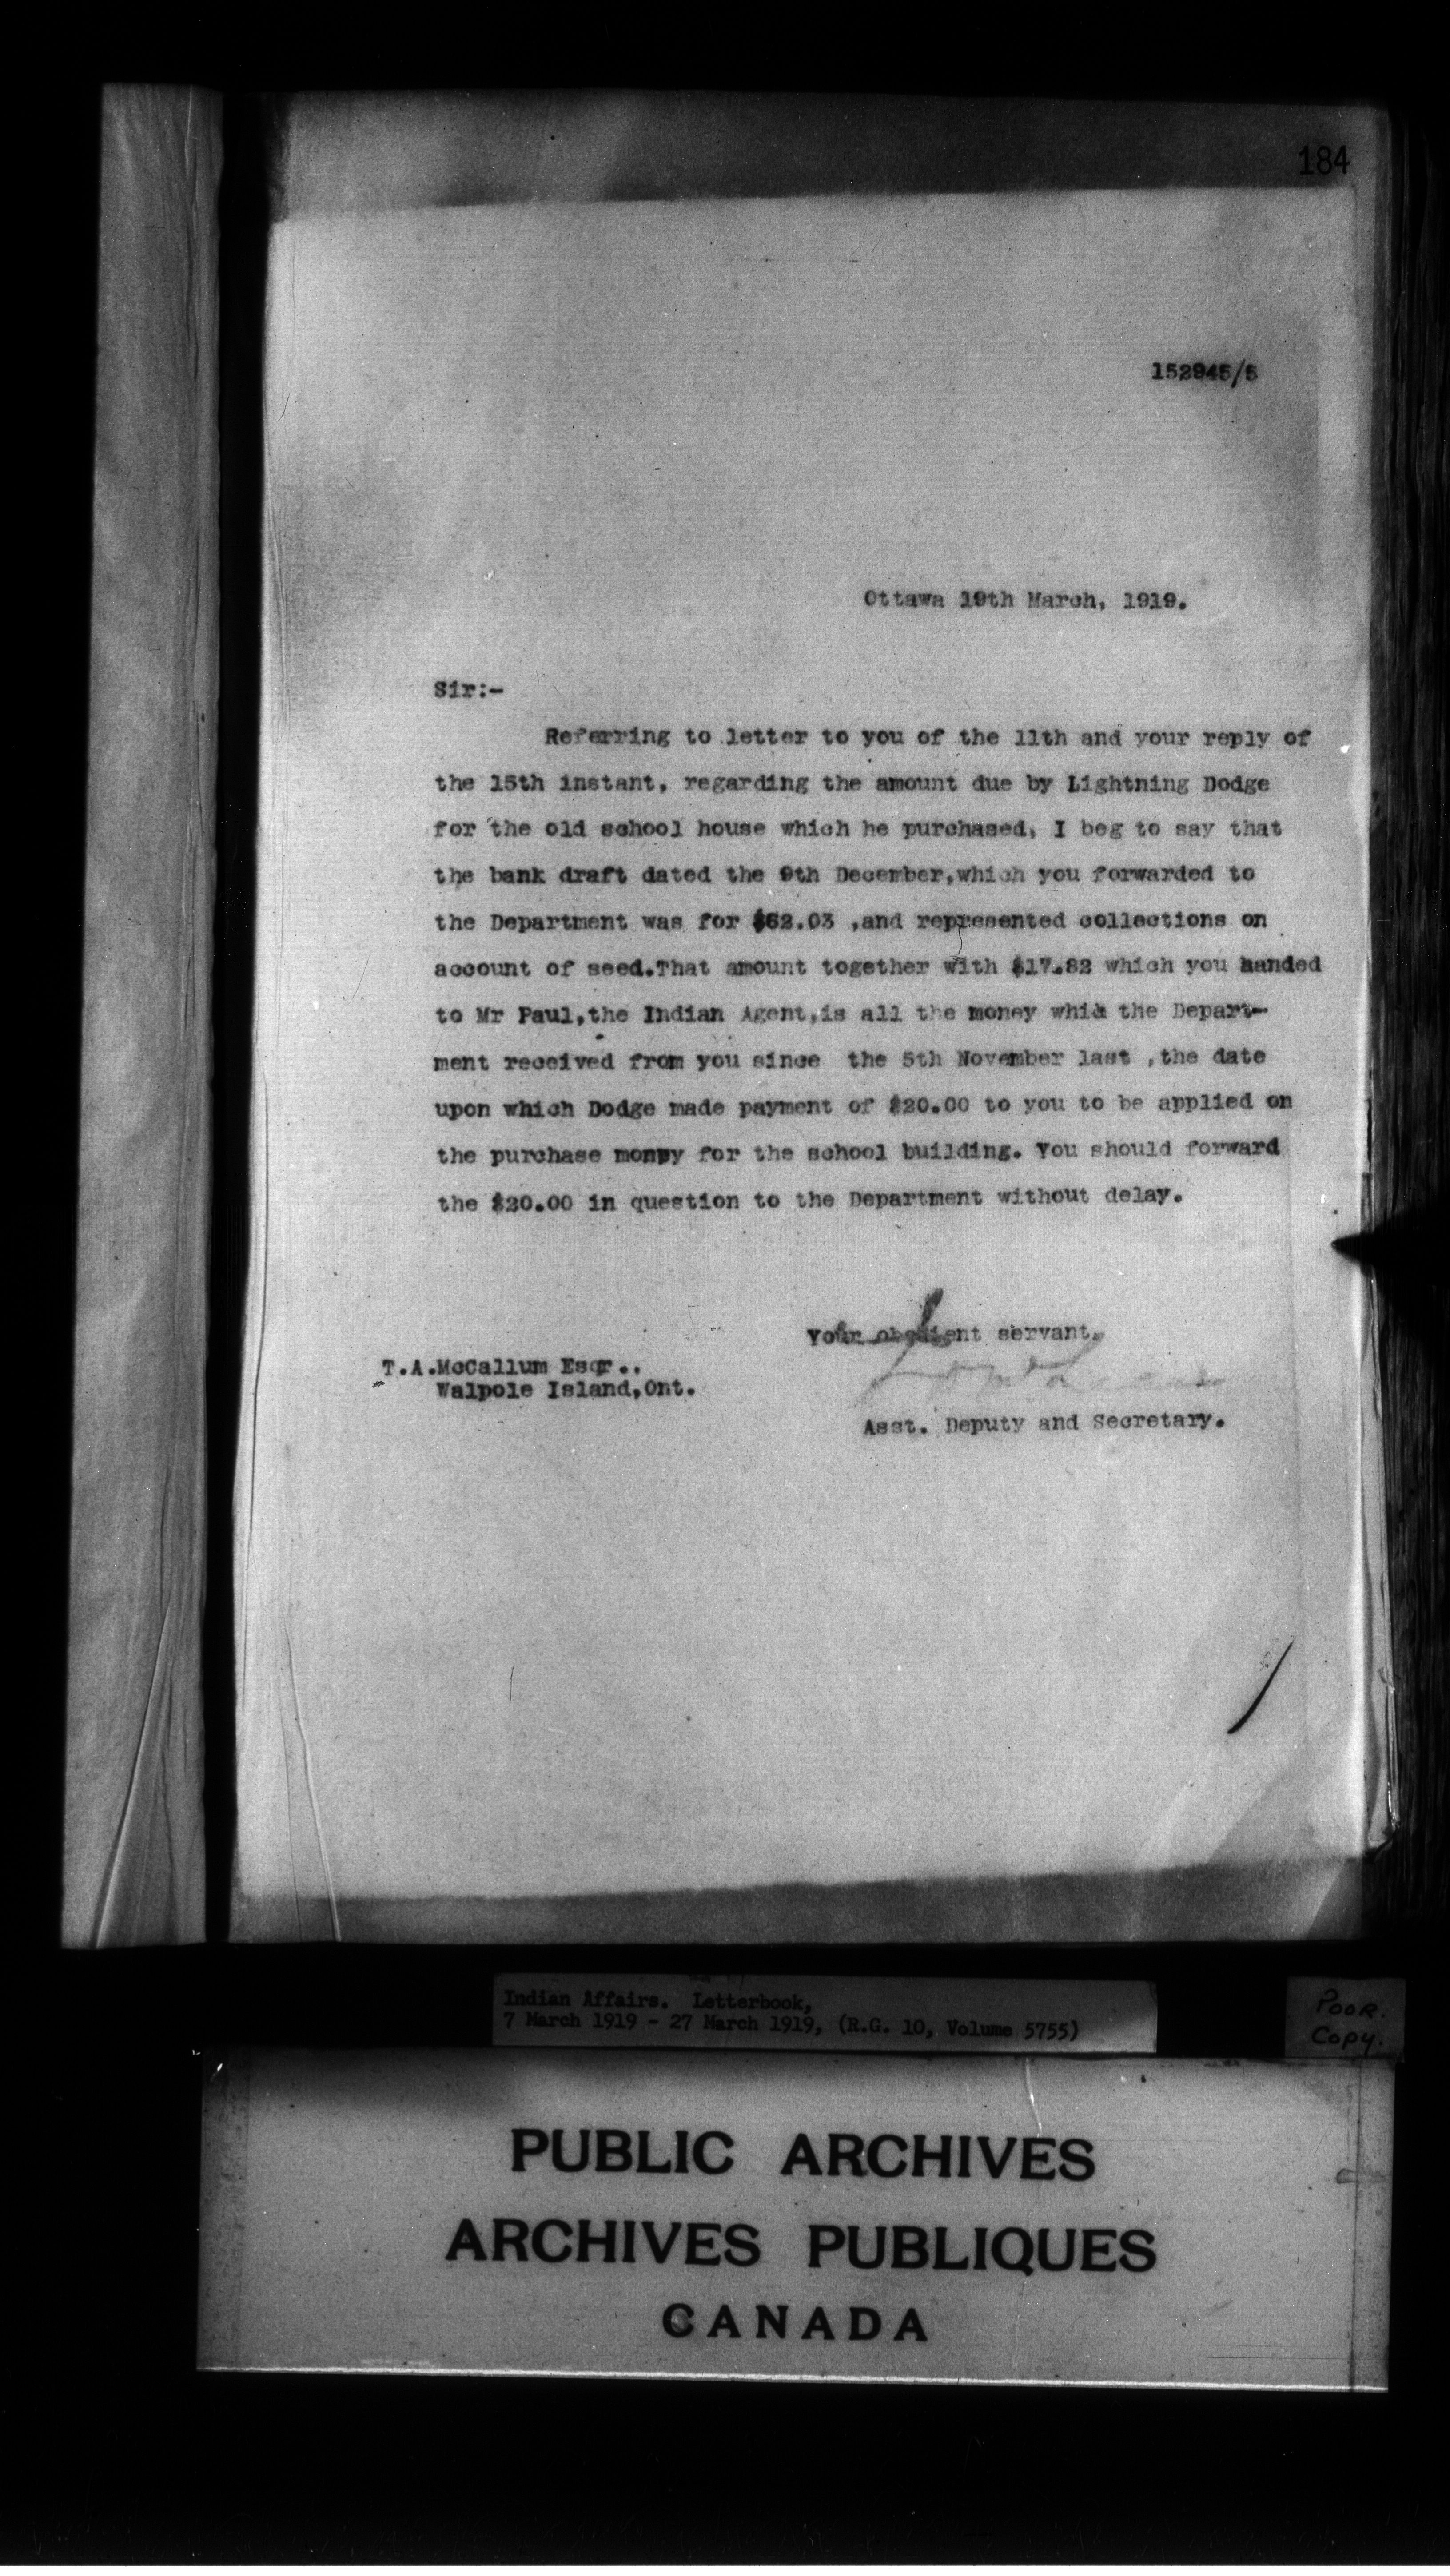 184
152945/5
Ottawa 19th March, 1919.
Sir:-
Referring to letter to you of the 11th and your reply of
the 15th instant, regarding the amount due by Lightning Dodge
for the old school house which he purchased, I beg to say that
the bank draft dated the 9th December,which you forwarded to
the Department was for $62.03 ,and represented collections on
account of seed.That amount together with $17.82 which you handed
to Mr Paul,the Indian Agent,is all the money which the Depart-
ment received from you since the 5th November last ,the date
upon which Dodge made payment of $20.00 to you to be applied on
the purchase money for the school building. You should forward
the $20.00 in question to the Department without delay.
Your obedient servant,
T.A.McCallum Esqr..
Walpole Island,Ont.
Asst. Deputy and Secretary.
Indian Affairs. Letterbook,
7 March 1919 - 27 March 1919, (R.G. 10, Volume 5755)
POOR.
Copy.
PUBLIC ARCHIVES
ARCHIVES PUBLIQUES
CANADA